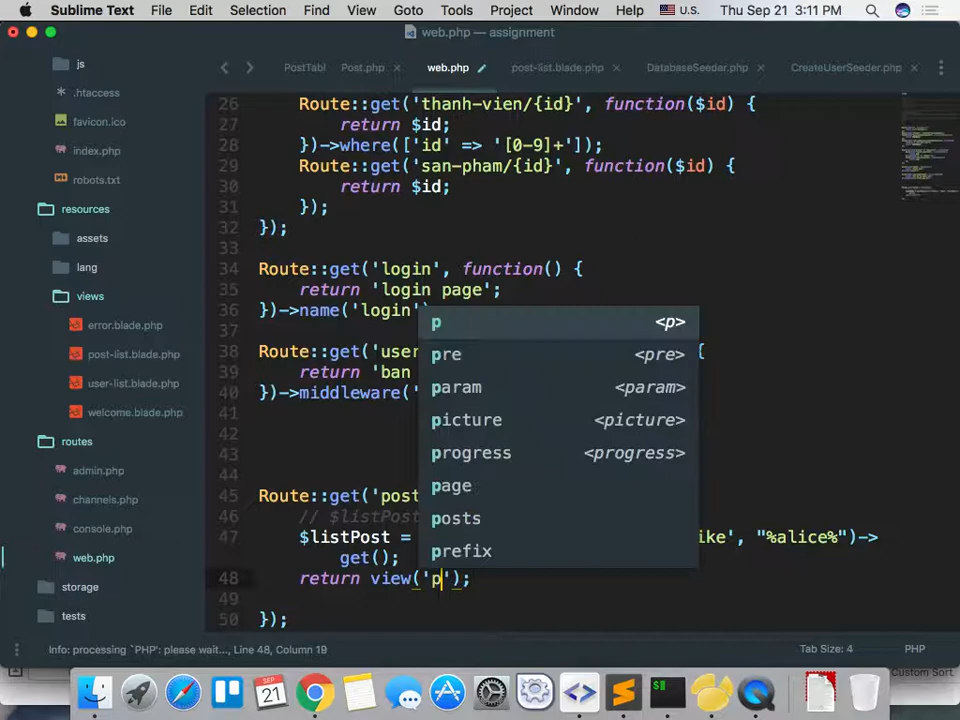 Sublime Text File Edit Selection Find View Goto Tools Project Window Help U.S. Thu Sep 21 3:11 PM
web.php — assignment
PostTabl Post.php web.php post-list.blade.php DatabaseSeeder.php CreateUserSeeder.php
js
.htaccess
favicon.ico
index.php
robots.txt
resources
assets
lang
views
error.blade.php
post-list.blade.php
user-list.blade.php
welcome.blade.php
routes
admin.php
channels.php
console.php
web.php
storage
tests
26 Route::get('thanh-vien/{id}', function($id) {
27 return $id;
28 })->where(['id' => '[0-9]+']);
29 Route::get('san-pham/{id}', function($id) {
30 return $id;
31 });
32 });
33
34 Route::get('login', function() {
35 return 'login page';
36 })->name('login')
37
38 Route::get('user {
39 return 'ban
40 })->middleware('
41
42
43
44
45 Route::get('post
46 // $listPost
47 $listPost = ike', "%alice%")->
get();
48 return view('p');
49
50 });
p <p>
pre <pre>
param <param>
picture <picture>
progress <progress>
page
posts
prefix
Info: processing `PHP': please wait…, Line 48, Column 19 Tab Size: 4 PHP
Custom Sort
SEP
21